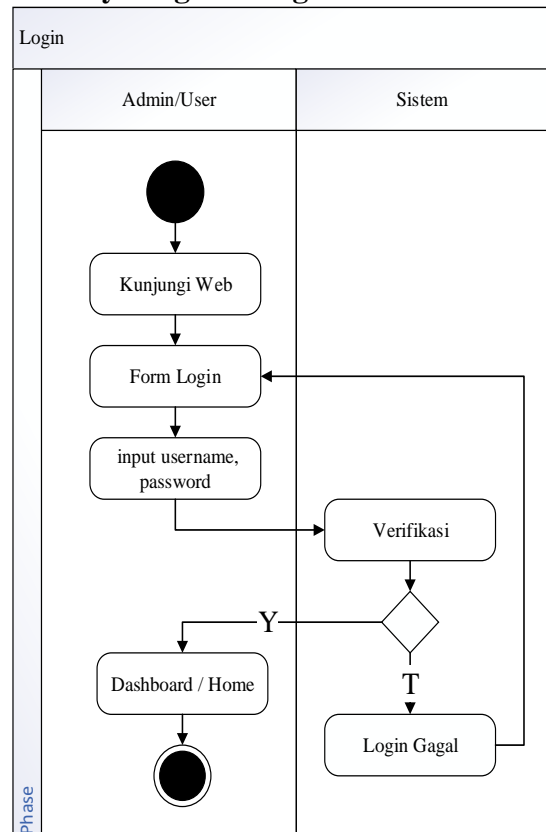 Login
Admin/User
Sistem
Kunjungi Web
Form Login
input username,
password
Verifikasi
Y
Dashboard / Home
T
Login Gagal
Phase